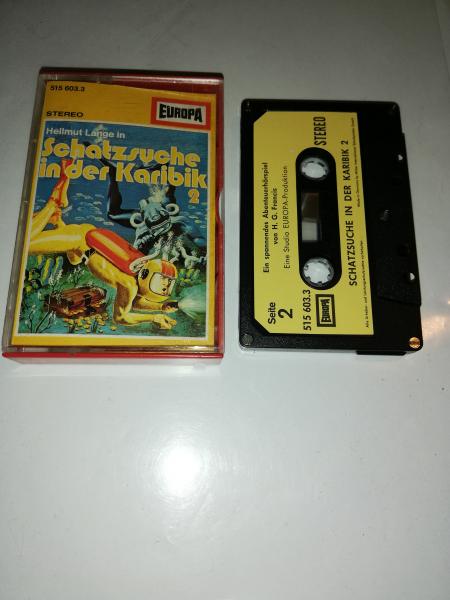 515 603.3
STEREO
EUROPA
Hellmut Lange in
Schatzsuche
in der Karibik
2
Ein spannendes Abenteuerhörspiel
von H. G. Francis
Eine Studio EUROPA-Produktion
STEREO
Seite
2
515 603.3
EUROPA
SCHATZSUCHE IN DER KARIBIK 2